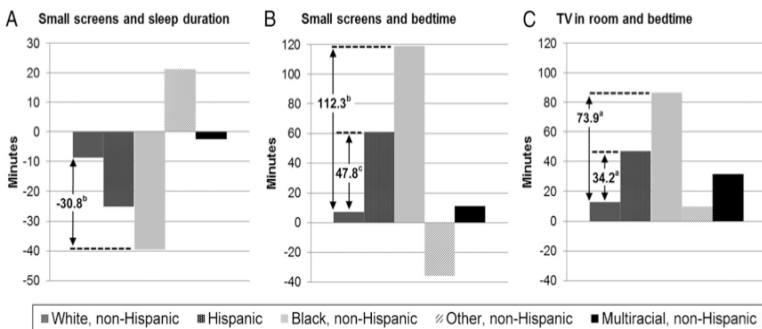 A Small screens and sleep duration
Minutes
30
20
10
0
-10
-20
-30
-40
-50
-30.8ᵇ
B Small screens and bedtime
Minutes
120
100
80
60
40
20
0
-20
-40
112.3ᵇ
47.8ᶜ
C TV in room and bedtime
Minutes
120
100
80
60
40
20
0
-20
-40
73.9ᵃ
34.2ᵃ
White, non-Hispanic Hispanic Black, non-Hispanic Other, non-Hispanic Multiracial, non-Hispanic